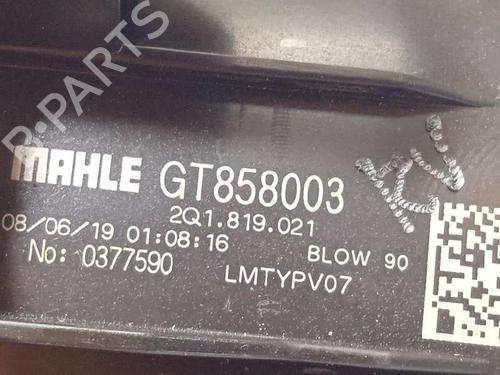 B-PARTS
MAHLE GT858003
2Q1.819.021
08/06/19 01:08:16 BLOW 90
No: 0377590 LMTYPV07